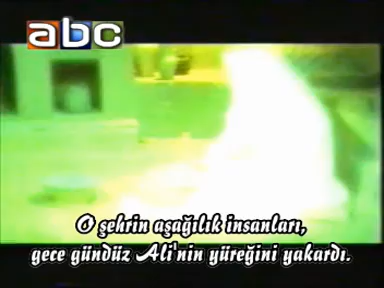 abc
O şehrin aşağılık insanları,
gece gündüz Ali'nin yüreğini yakardı.